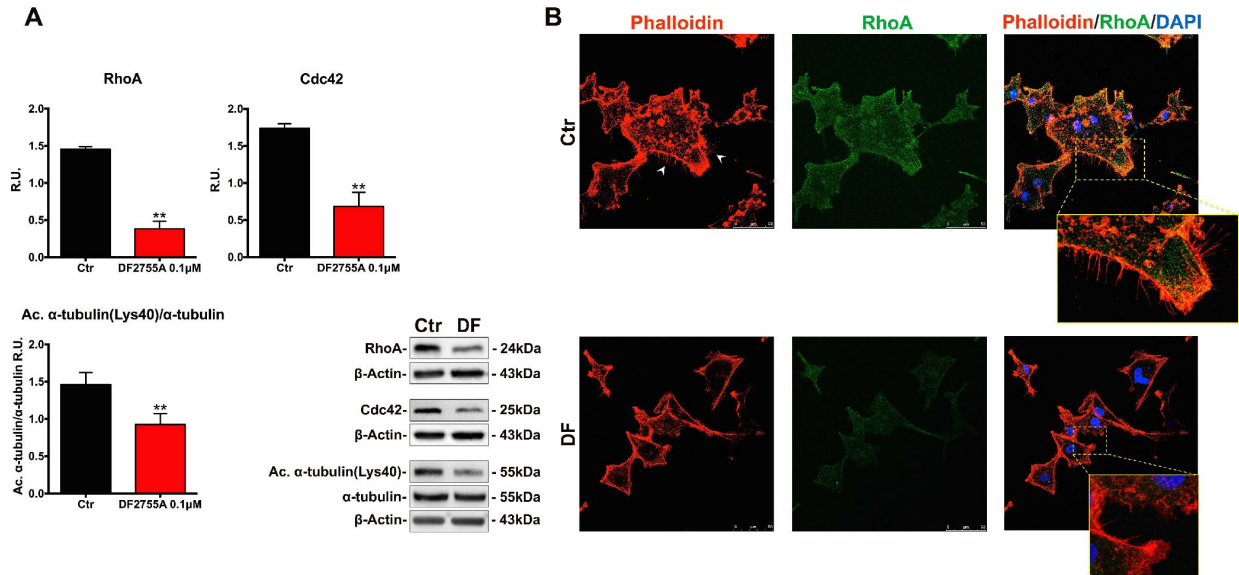 A
RhoA
R.U.
2.0
1.5
1.0
0.5
0.0
**
Ctr
DF2755A 0.1µM
Cdc42
R.U.
2.0
1.5
1.0
0.5
0.0
**
Ctr
DF2755A 0.1µM
Ac. α-tubulin(Lys40)/α-tubulin
Ac. α-tubulin/α-tubulin R.U.
2.0
1.5
1.0
0.5
0.0
**
Ctr
DF2755A 0.1µM
Ctr DF
RhoA- - 24kDa
β-Actin- - 43kDa
Cdc42- - 25kDa
β-Actin- - 43kDa
Ac. α-tubulin(Lys40)- - 55kDa
α-tubulin- - 55kDa
β-Actin- - 43kDa
B
Phalloidin
RhoA
Phalloidin/RhoA/DAPI
Ctr
DF